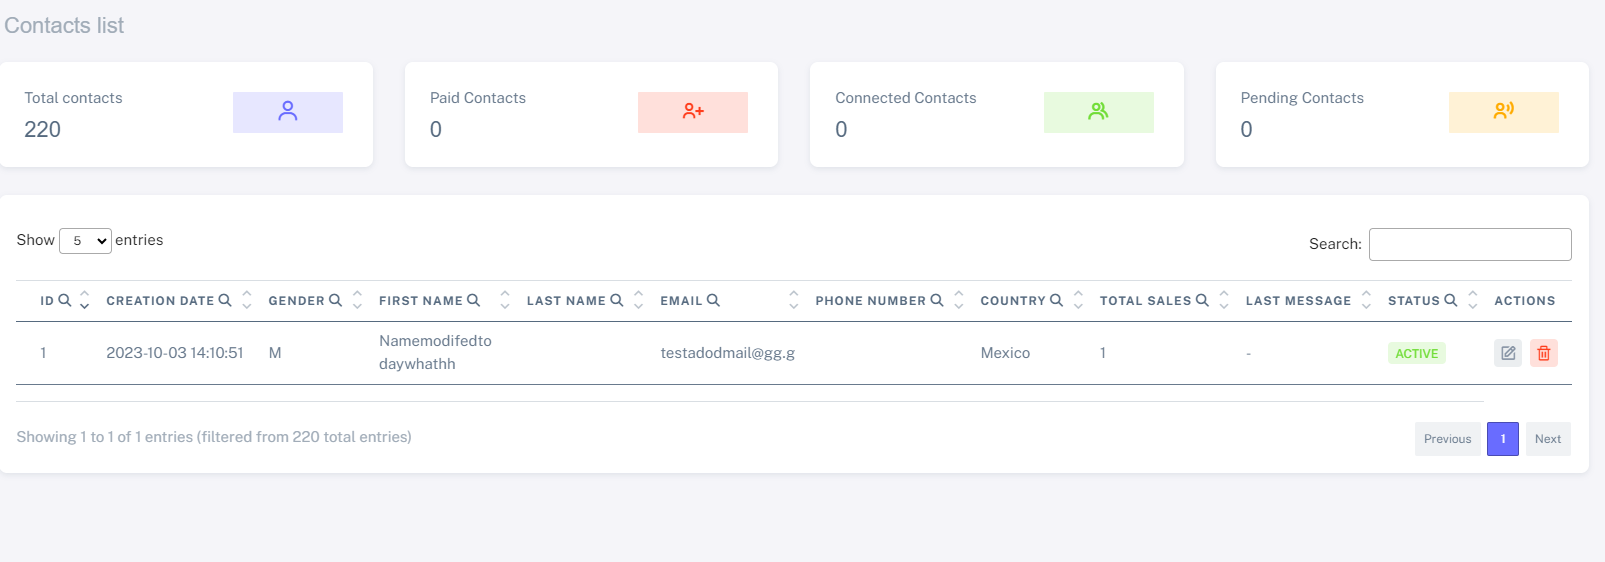 Contacts list
Total contacts
220
Paid Contacts
0
Connected Contacts
0
Pending Contacts
0
Show 5 entries
Search:
ID CREATION DATE GENDER FIRST NAME LAST NAME EMAIL PHONE NUMBER COUNTRY TOTAL SALES LAST MESSAGE STATUS ACTIONS
1 2023-10-03 14:10:51 M Namemodifedto testadodmail@gg.g Mexico 1 - ACTIVE
daywhathh
Showing 1 to 1 of 1 entries (filtered from 220 total entries)
Previous 1 Next